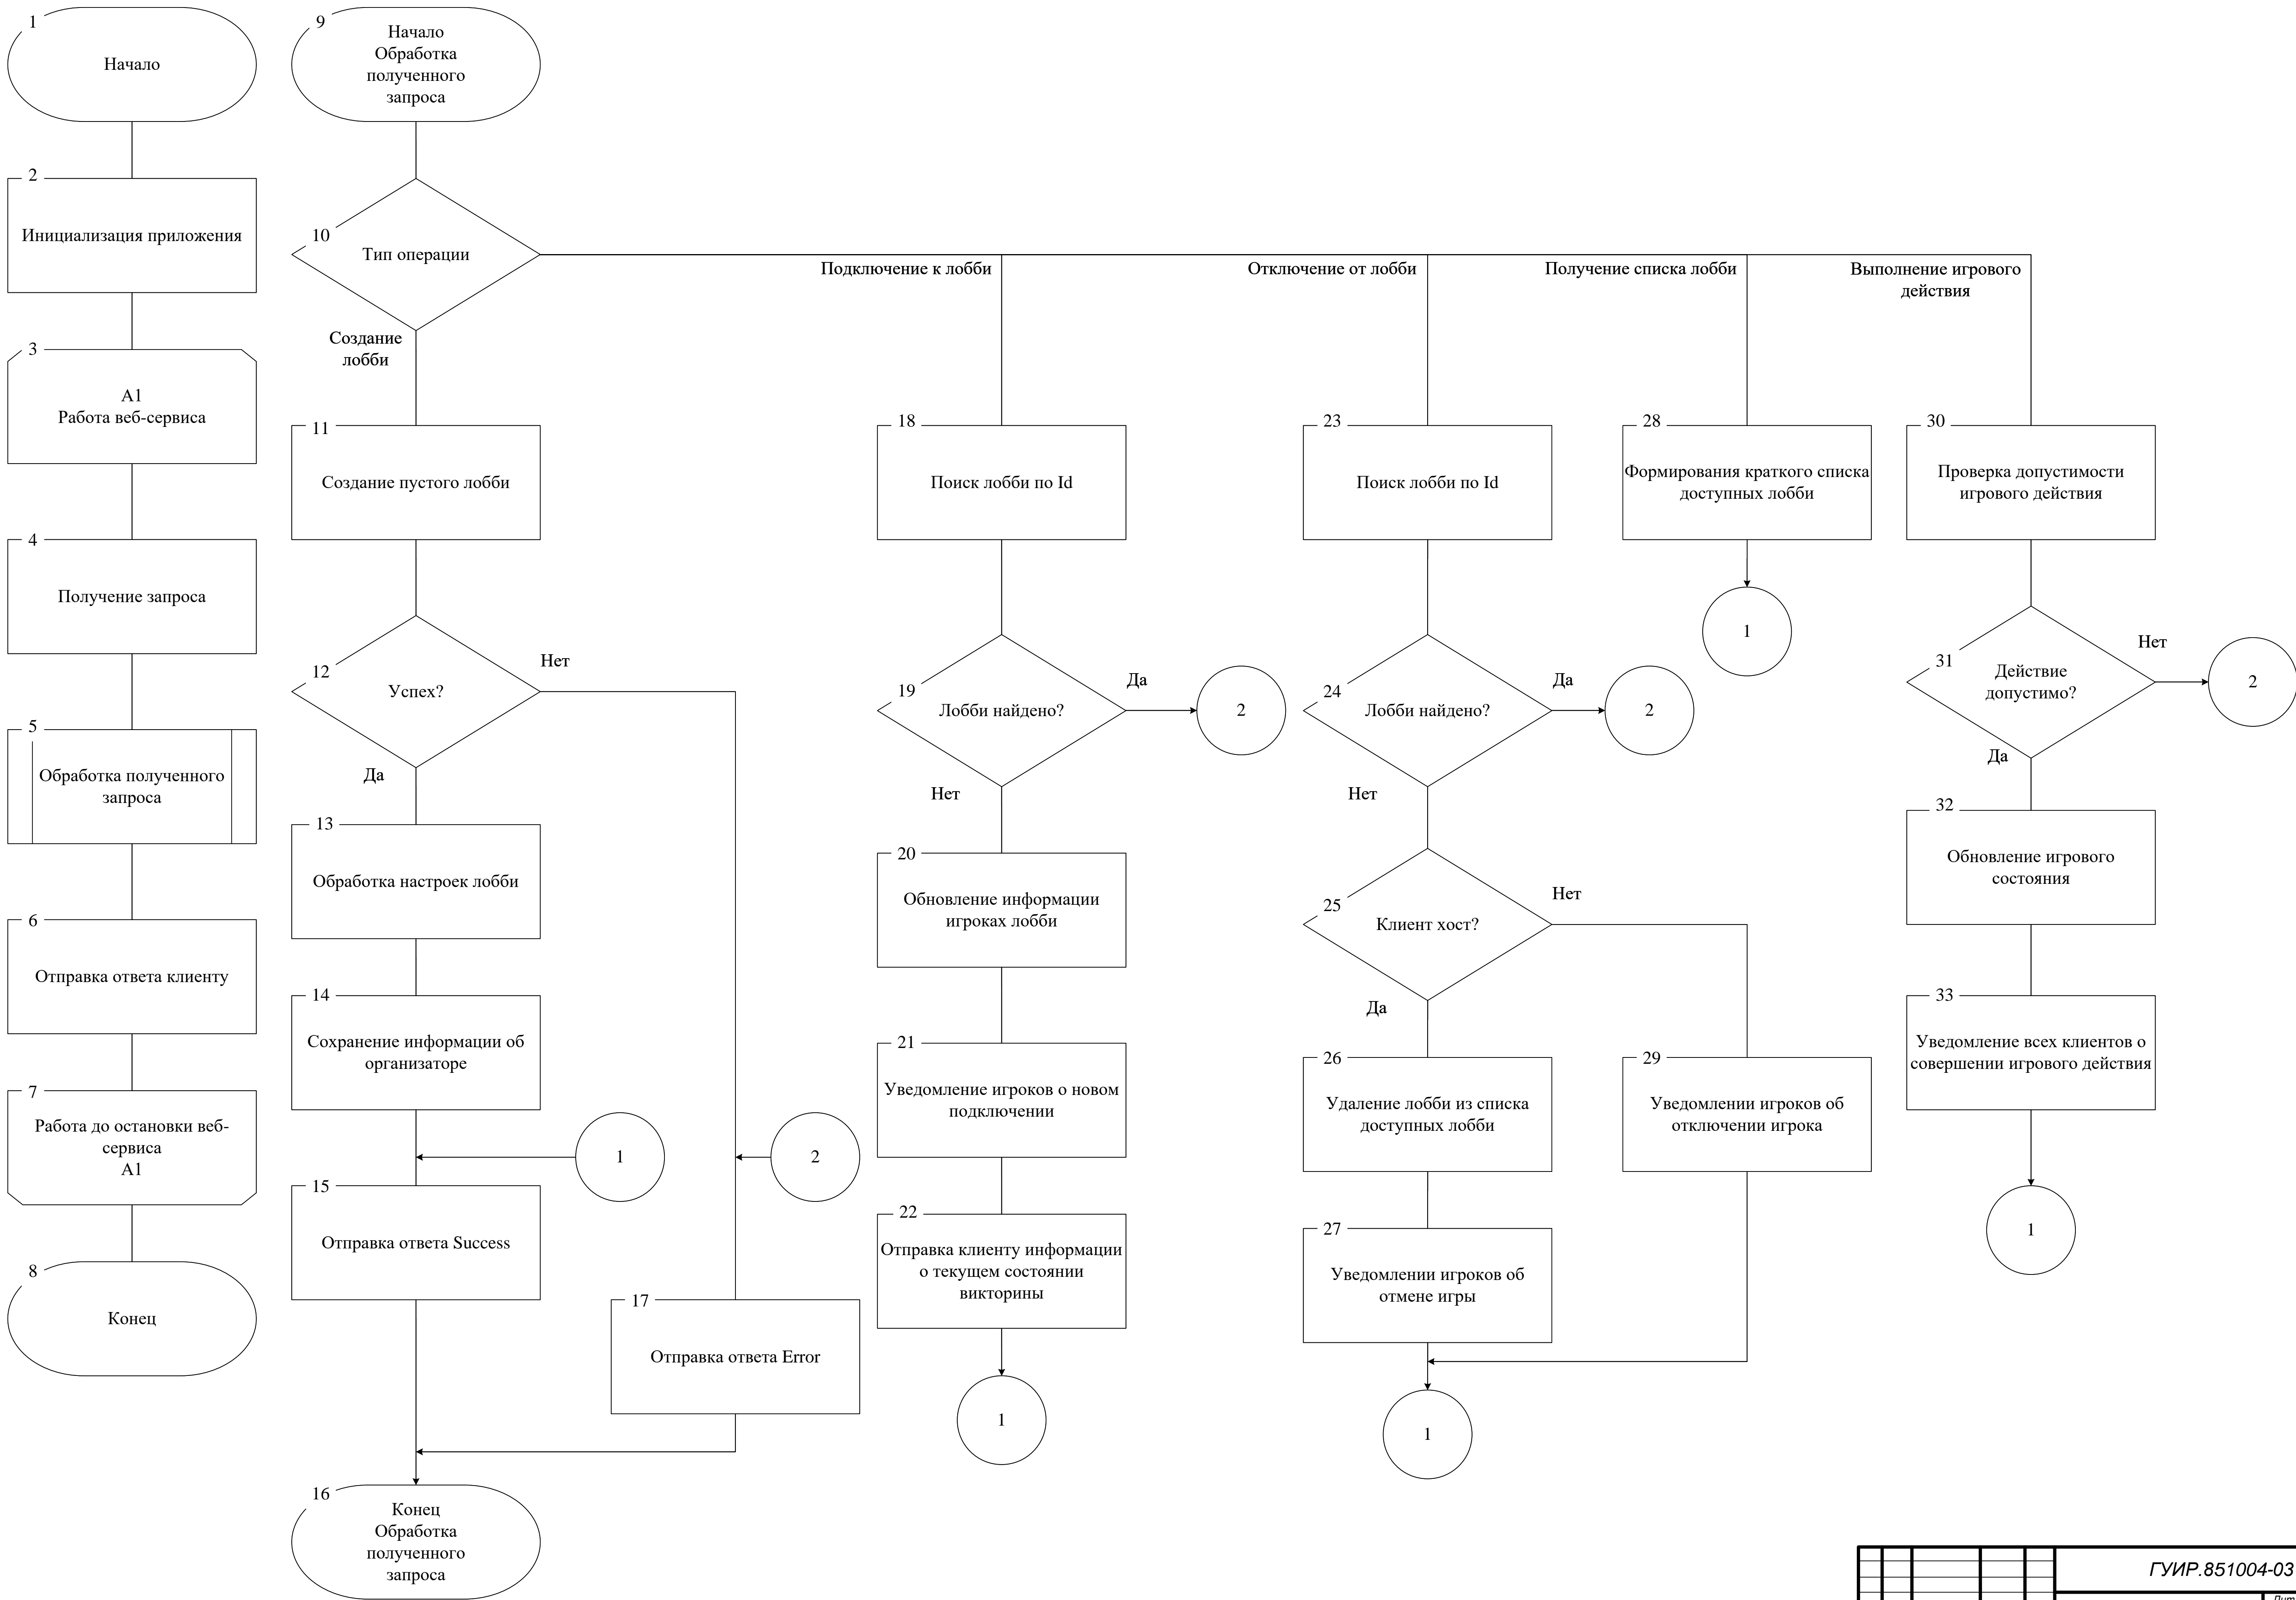 1
Начало
2
Инициализация приложения
3
А1
Работа веб-сервиса
4
Получение запроса
5
Обработка полученного
запроса
6
Отправка ответа клиенту
7
Работа до остановки веб-
сервиса
А1
8
Конец
9
Начало
Обработка
полученного
запроса
10
Тип операции
Создание
лобби
Подключение к лобби
Отключение от лобби
Получение списка лобби
Выполнение игрового
действия
11
Создание пустого лобби
12
Успех?
Нет
Да
13
Обработка настроек лобби
14
Сохранение информации об
организаторе
1
2
15
Отправка ответа Success
17
Отправка ответа Error
16
Конец
Обработка
полученного
запроса
18
Поиск лобби по Id
19
Лобби найдено?
Да
2
Нет
20
Обновление информации
игроках лобби
21
Уведомление игроков о новом
подключении
22
Отправка клиенту информации
о текущем состоянии
викторины
1
23
Поиск лобби по Id
24
Лобби найдено?
Да
2
Нет
25
Клиент хост?
Нет
Да
26
Удаление лобби из списка
доступных лобби
27
Уведомлении игроков об
отмене игры
1
28
Формирования краткого списка
доступных лобби
1
29
Уведомлении игроков об
отключении игрока
30
Проверка допустимости
игрового действия
31
Действие
допустимо?
Нет
2
Да
32
Обновление игрового
состояния
33
Уведомление всех клиентов о
совершении игрового действия
1
ГУИР.851004-03